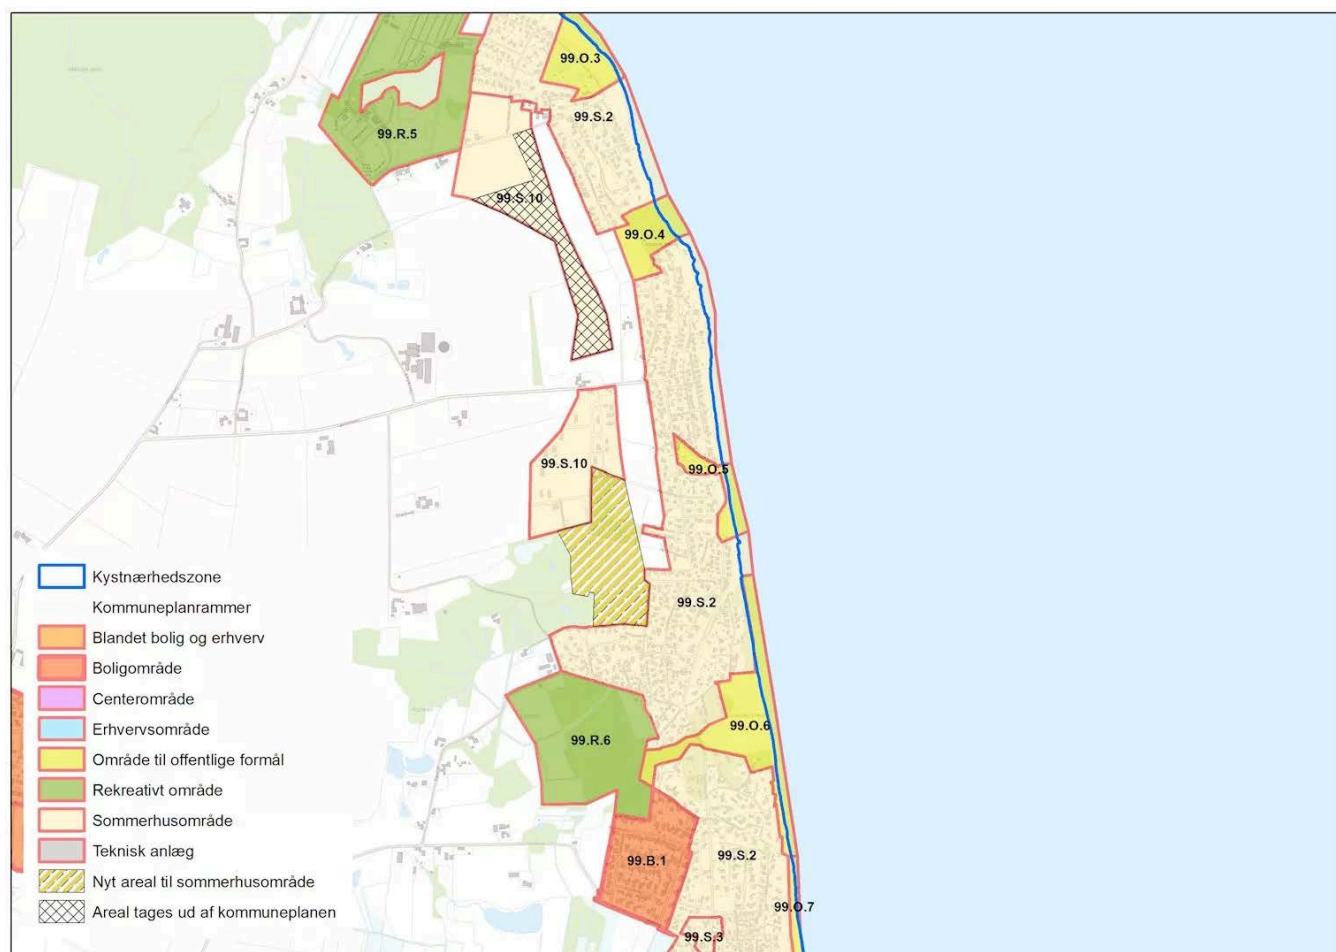 99.O.3
99.S.2
99.R.5
99.S.10
99.O.4
99.S.10
99.O.5
99.S.2
99.O.6
99.R.6
99.B.1
99.S.2
99.O.7
99.S.3
Kystnærhedszone
Kommuneplanrammer
Blandet bolig og erhverv
Boligområde
Centerområde
Erhvervsområde
Område til offentlige formål
Rekreativt område
Sommerhusområde
Teknisk anlæg
Nyt areal til sommerhusområde
Areal tages ud af kommuneplanen